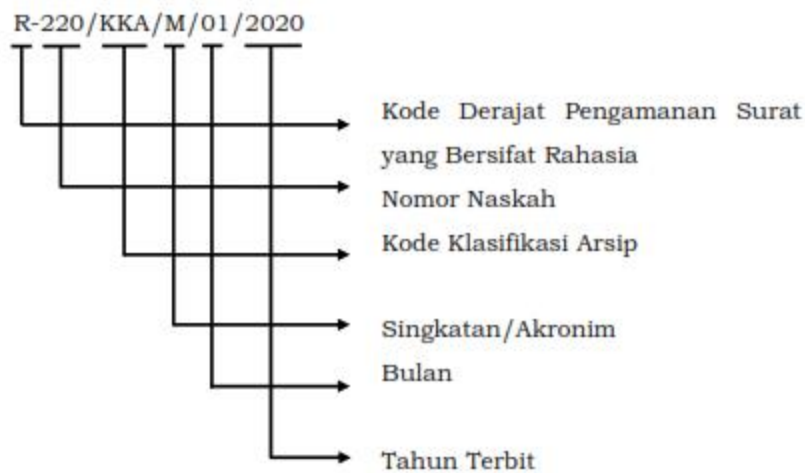 R-220/KKA/M/01/2020
Kode Derajat Pengamanan Surat
yang Bersifat Rahasia
Nomor Naskah
Kode Klasifikasi Arsip
Singkatan/Akronim
Bulan
Tahun Terbit